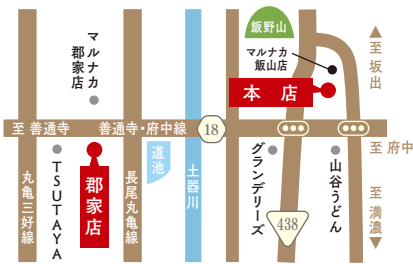 飯野山
マルナカ
郡家店
マルナカ
飯山店
至 坂出
本 店
至 善通寺
善通寺・府中線
18
至 府中
TSUTAYA
郡家店
道池
土器川
グランデリーズ
山谷うどん
丸亀三好線
長尾丸亀線
438
至 満濃